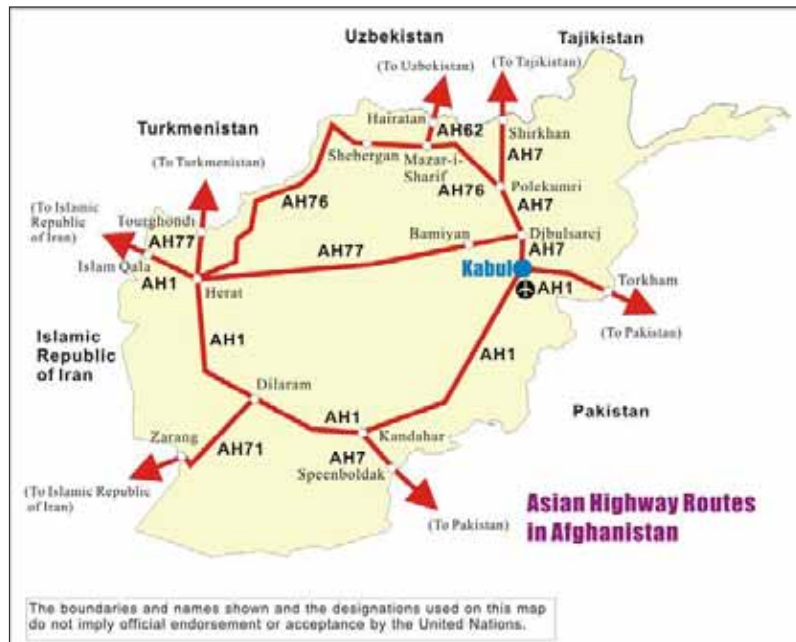 Uzbekistan
Tajikistan
(To Uzbekistan)
(To Tajikistan)
Hairatan
AH62
Shirkhan
Turkmenistan
Shebergan
Mazar-i-
Sharif
AH7
(To Turkmenistan)
AH76
Polekumri
AH76
AH7
(To Islamic
Republic
of Iran)
Tourghondi
AH77
Bamiyan
Djbulsarcj
AH77
AH7
Islam Qala
Kabul
AH1
Herat
AH1
Torkham
(To Pakistan)
Islamic
Republic
of Iran
AH1
AH1
Dilaram
Pakistan
AH1
Zarang
AH71
Kandahar
AH7
Speenboldak
(To Islamic Republic
of Iran)
(To Pakistan)
Asian Highway Routes
in Afghanistan
The boundaries and names shown and the designations used on this map
do not imply official endorsement or acceptance by the United Nations.